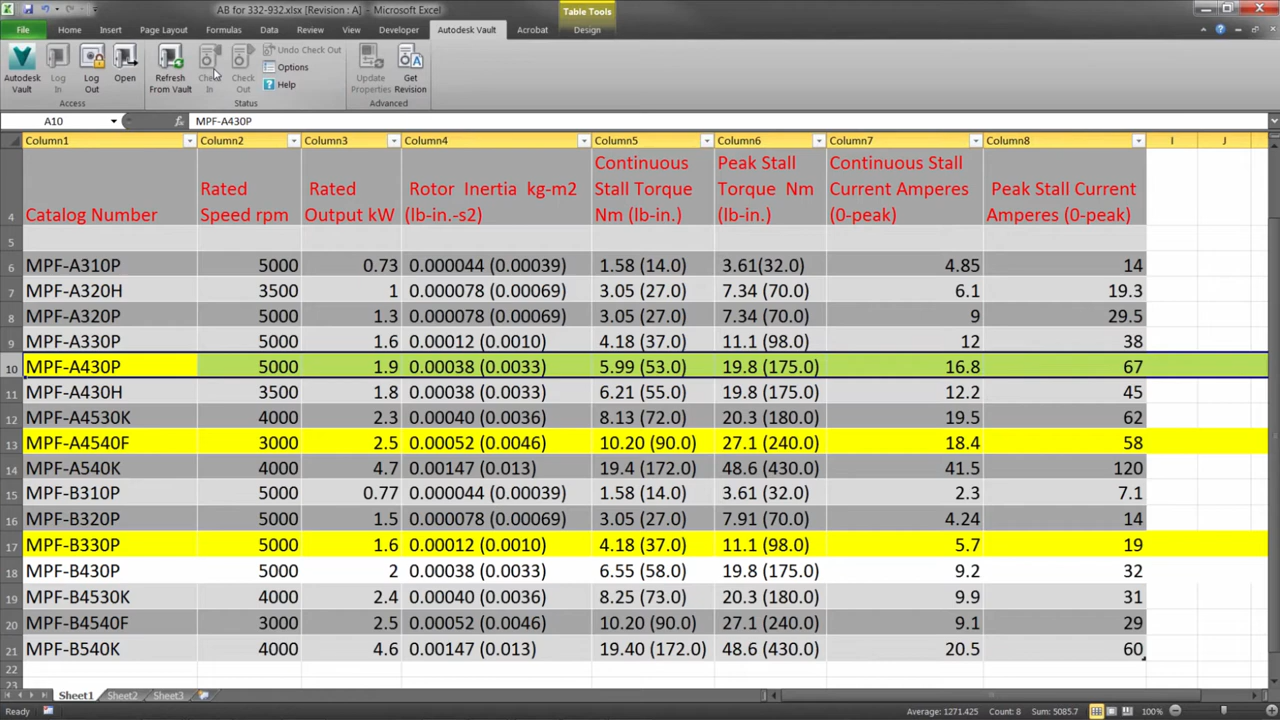 AB for 332-932.xlsx [Revision : A] - Microsoft Excel
Table Tools
File Home Insert Page Layout Formulas Data Review View Developer Autodesk Vault Acrobat Design
Autodesk Vault
Log In
Log Out
Open
Access
Refresh From Vault
Check In
Check Out
Undo Check Out
Options
Help
Status
Update Properties
Get Revision
Advanced
A10 fx MPF-A430P
Column1 Column2 Column3 Column4 Column5 Column6 Column7 Column8 I J
4 Catalog Number Rated Speed rpm Rated Output kW Rotor Inertia kg-m2 (lb-in.-s2) Continuous Stall Torque Nm (lb-in.) Peak Stall Torque Nm (lb-in.) Continuous Stall Current Amperes (0-peak) Peak Stall Current Amperes (0-peak)
5
6 MPF-A310P 5000 0.73 0.000044 (0.00039) 1.58 (14.0) 3.61(32.0) 4.85 14
7 MPF-A320H 3500 1 0.000078 (0.00069) 3.05 (27.0) 7.34 (70.0) 6.1 19.3
8 MPF-A320P 5000 1.3 0.000078 (0.00069) 3.05 (27.0) 7.34 (70.0) 9 29.5
9 MPF-A330P 5000 1.6 0.00012 (0.0010) 4.18 (37.0) 11.1 (98.0) 12 38
10 MPF-A430P 5000 1.9 0.00038 (0.0033) 5.99 (53.0) 19.8 (175.0) 16.8 67
11 MPF-A430H 3500 1.8 0.00038 (0.0033) 6.21 (55.0) 19.8 (175.0) 12.2 45
12 MPF-A4530K 4000 2.3 0.00040 (0.0036) 8.13 (72.0) 20.3 (180.0) 19.5 62
13 MPF-A4540F 3000 2.5 0.00052 (0.0046) 10.20 (90.0) 27.1 (240.0) 18.4 58
14 MPF-A540K 4000 4.7 0.00147 (0.013) 19.4 (172.0) 48.6 (430.0) 41.5 120
15 MPF-B310P 5000 0.77 0.000044 (0.00039) 1.58 (14.0) 3.61 (32.0) 2.3 7.1
16 MPF-B320P 5000 1.5 0.000078 (0.00069) 3.05 (27.0) 7.91 (70.0) 4.24 14
17 MPF-B330P 5000 1.6 0.00012 (0.0010) 4.18 (37.0) 11.1 (98.0) 5.7 19
18 MPF-B430P 5000 2 0.00038 (0.0033) 6.55 (58.0) 19.8 (175.0) 9.2 32
19 MPF-B4530K 4000 2.4 0.00040 (0.0036) 8.25 (73.0) 20.3 (180.0) 9.9 31
20 MPF-B4540F 3000 2.5 0.00052 (0.0046) 10.20 (90.0) 27.1 (240.0) 9.1 29
21 MPF-B540K 4000 4.6 0.00147 (0.013) 19.40 (172.0) 48.6 (430.0) 20.5 60
22
23
Sheet1 Sheet2 Sheet3
Ready Average: 1271.425 Count: 8 Sum: 5085.7 100%